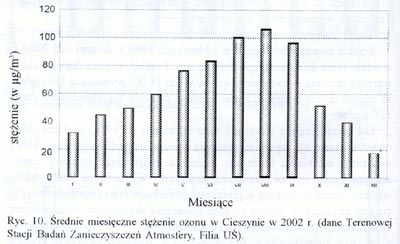 120
100
80
60
40
20
0
stężenie (w µg/m³)
I II III IV V VI VII VIII IX X XI XII
Miesiące
Ryc. 10. Średnie miesięczne stężenie ozonu w Cieszynie w 2002 r. (dane Terenowej
Stacji Badań Zanieczyszczeń Atmosfery, Filia UŚ).